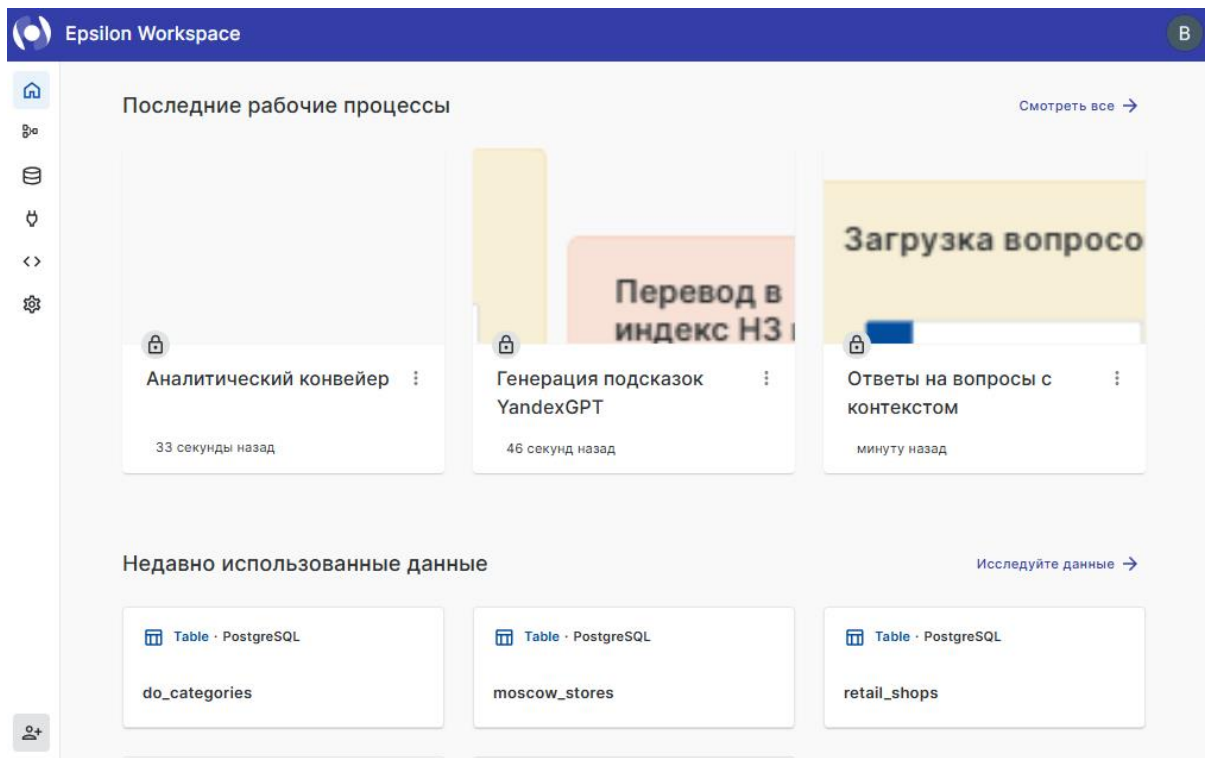 Epsilon Workspace
B
Последние рабочие процессы
Смотреть все →
Перевод в
индекс H3
Загрузка вопросо
Аналитический конвейер
33 секунды назад
Генерация подсказок
YandexGPT
46 секунд назад
Ответы на вопросы с
контекстом
минуту назад
Недавно использованные данные
Исследуйте данные →
Table · PostgreSQL
do_categories
Table · PostgreSQL
moscow_stores
Table · PostgreSQL
retail_shops